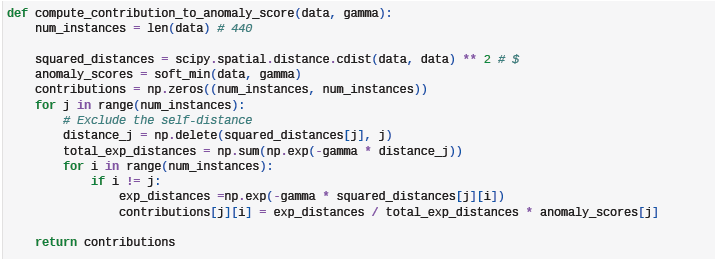 def compute_contribution_to_anomaly_score(data, gamma):
    num_instances = len(data) # 440
    squared_distances = scipy.spatial.distance.cdist(data, data) ** 2 # $
    anomaly_scores = soft_min(data, gamma)
    contributions = np.zeros((num_instances, num_instances))
    for j in range(num_instances):
        # Exclude the self-distance
        distance_j = np.delete(squared_distances[j], j)
        total_exp_distances = np.sum(np.exp(-gamma * distance_j))
        for i in range(num_instances):
            if i != j:
                exp_distances =np.exp(-gamma * squared_distances[j][i])
                contributions[j][i] = exp_distances / total_exp_distances * anomaly_scores[j]
    return contributions